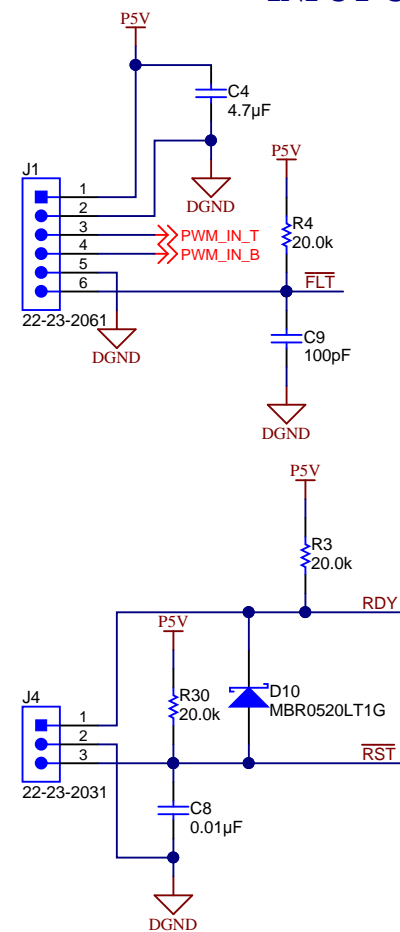 P5V
C4
4.7µF
DGND
J1
1
2
3
4
5
6
PWM_IN_T
PWM_IN_B
22-23-2061
DGND
P5V
R4
20.0k
FLT
C9
100pF
DGND
P5V
R3
20.0k
RDY
P5V
R30
20.0k
D10
MBR0520LT1G
J4
1
2
3
22-23-2031
RST
C8
0.01µF
DGND